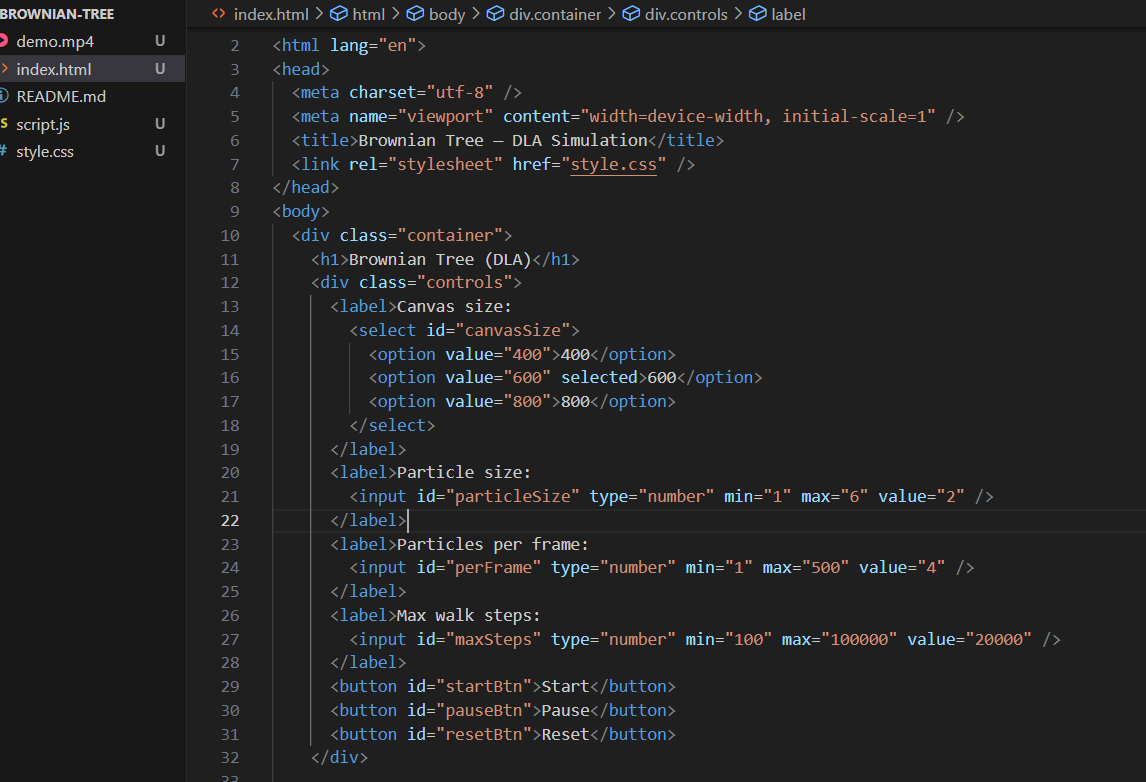 BROWNIAN-TREE
demo.mp4 U
index.html U
README.md
script.js U
style.css U
index.html > html > body > div.container > div.controls > label
2 <html lang="en">
3 <head>
4 <meta charset="utf-8" />
5 <meta name="viewport" content="width=device-width, initial-scale=1" />
6 <title>Brownian Tree — DLA Simulation</title>
7 <link rel="stylesheet" href="style.css" />
8 </head>
9 <body>
10 <div class="container">
11 <h1>Brownian Tree (DLA)</h1>
12 <div class="controls">
13 <label>Canvas size:
14 <select id="canvasSize">
15 <option value="400">400</option>
16 <option value="600" selected>600</option>
17 <option value="800">800</option>
18 </select>
19 </label>
20 <label>Particle size:
21 <input id="particleSize" type="number" min="1" max="6" value="2" />
22 </label>
23 <label>Particles per frame:
24 <input id="perFrame" type="number" min="1" max="500" value="4" />
25 </label>
26 <label>Max walk steps:
27 <input id="maxSteps" type="number" min="100" max="100000" value="20000" />
28 </label>
29 <button id="startBtn">Start</button>
30 <button id="pauseBtn">Pause</button>
31 <button id="resetBtn">Reset</button>
32 </div>
33